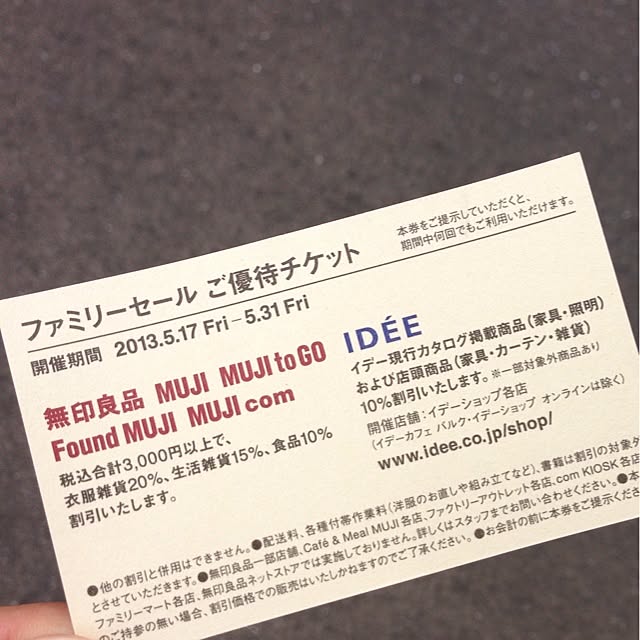 本券をご提示していただくと、
期間中何回でもご利用いただけます。
ファミリーセール ご優待チケット
開催期間 2013.5.17 Fri – 5.31 Fri
無印良品 MUJI MUJI to GO
Found MUJI MUJI com
税込合計3,000円以上で、
衣服雑貨20%、生活雑貨15%、食品10%
割引いたします。
IDÉE
イデー現行カタログ掲載商品（家具・照明）
および店頭商品（家具・カーテン・雑貨）
10%割引いたします。※一部対象外商品あり
開催店舗：イデーショップ各店
（イデーカフェ パルク・イデーショップ オンラインは除く）
www.idee.co.jp/shop/
●他の割引と併用はできません。●配送料、各種付帯作業料（洋服のお直しや組み立てなど）、書籍は割引の対象外
とさせていただきます。●無印良品一部店舗、Café & Meal MUJI 各店、ファクトリーアウトレット各店、com KIOSK 各店
ファミリーマート各店、無印良品ネットストアでは実施しておりません。詳しくはスタッフまでお問い合わせください。●本
のご持参の無い場合、割引価格での販売はいたしかねますのでご了承ください。●お会計の前に本券をご提示くださ